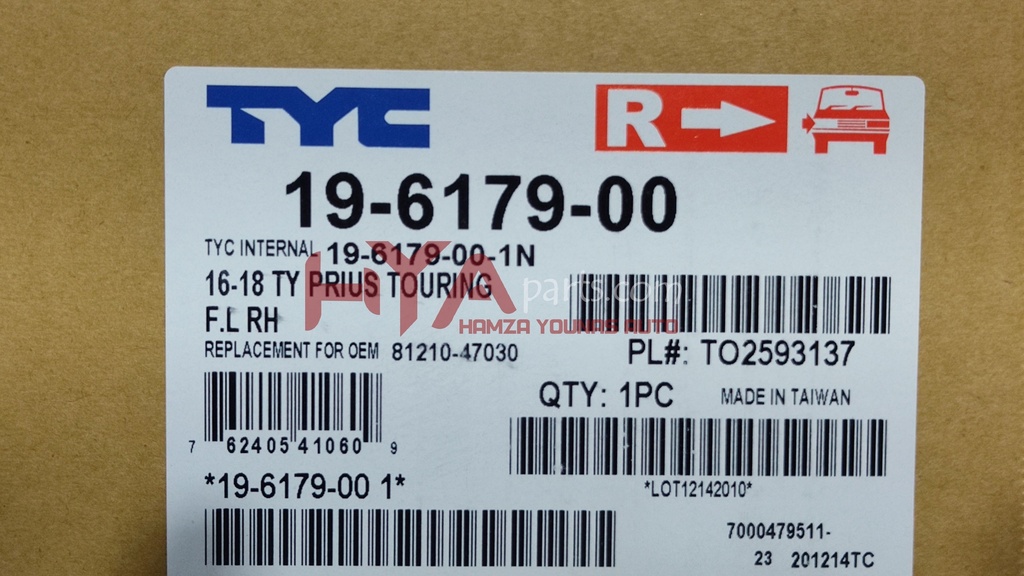 TYC
R
19-6179-00
TYC INTERNAL 19-6179-00-1N
16-18 TY PRIUS TOURING
HYA parts.com
F.L RH
HAMZA YOUNAS AUTO
REPLACEMENT FOR OEM 81210-47030
PL#: TO2593137
QTY: 1PC MADE IN TAIWAN
7 62405 41060 9
*19-6179-00 1*
*LOT12142010*
7000479511-
23 201214TC